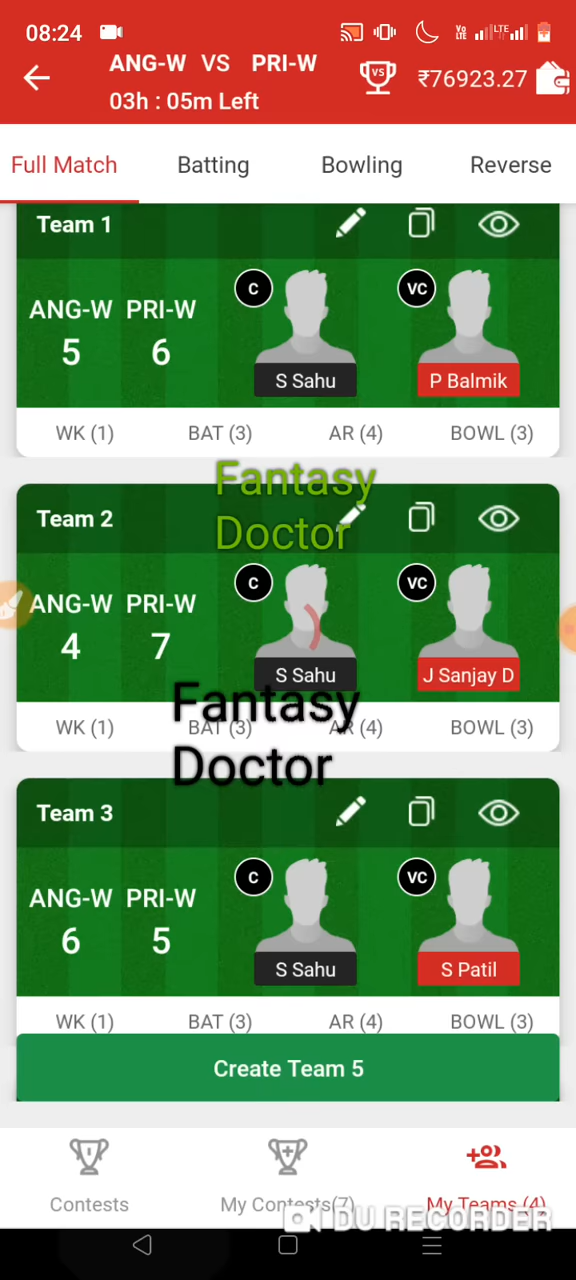 08:24 Vo LTE LTE
ANG-W VS PRI-W
VS ₹76923.27
03h : 05m Left
Full Match Batting Bowling Reverse
Team 1
C VC
ANG-W PRI-W
5 6
S Sahu P Balmik
WK (1) BAT (3) AR (4) BOWL (3)
Fantasy
Doctor
Team 2
C VC
ANG-W PRI-W
4 7
S Sahu J Sanjay D
WK (1) BAT (3) AR (4) BOWL (3)
Fantasy
Doctor
Team 3
C VC
ANG-W PRI-W
6 5
S Sahu S Patil
WK (1) BAT (3) AR (4) BOWL (3)
Create Team 5
Contests My Contests(7) My Teams (4)
DU RECORDER